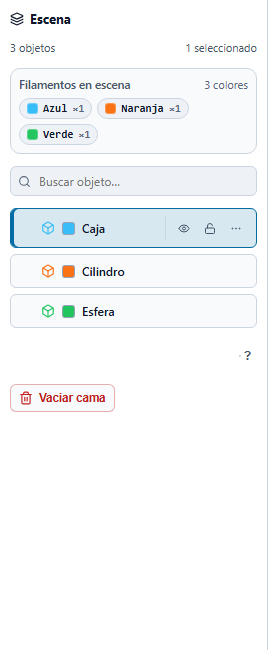 Escena
3 objetos 1 seleccionado
Filamentos en escena 3 colores
Azul ×1 Naranja ×1
Verde ×1
Buscar objeto...
Caja
Cilindro
Esfera
?
Vaciar cama